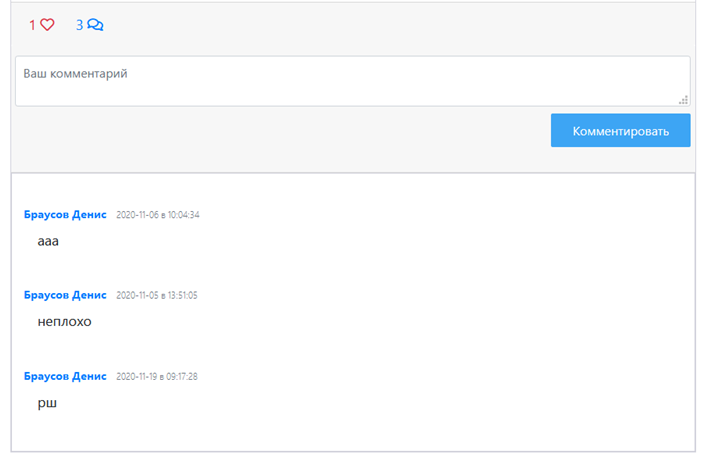 1 3
Ваш комментарий
Комментировать
Браусов Денис 2020-11-06 в 10:04:34
ааа
Браусов Денис 2020-11-05 в 13:51:05
неплохо
Браусов Денис 2020-11-19 в 09:17:28
рш